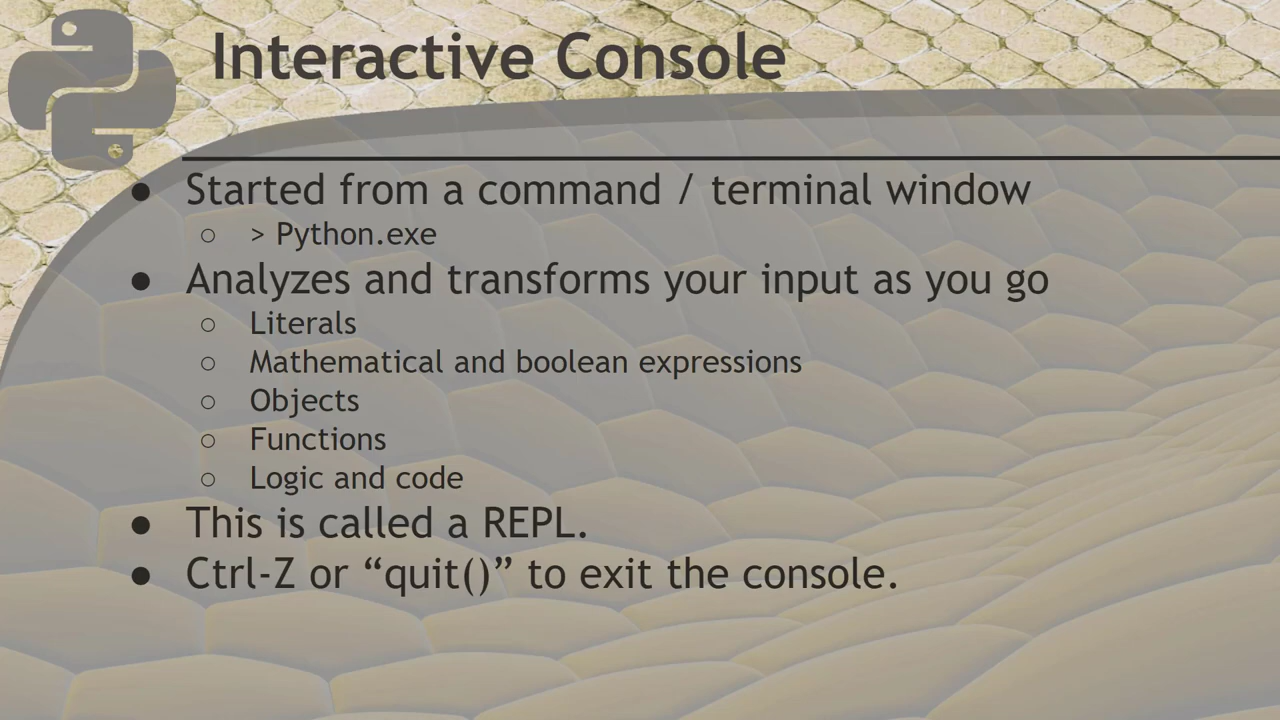 Interactive Console
● Started from a command / terminal window
○ > Python.exe
● Analyzes and transforms your input as you go
○ Literals
○ Mathematical and boolean expressions
○ Objects
○ Functions
○ Logic and code
● This is called a REPL.
● Ctrl-Z or “quit()” to exit the console.